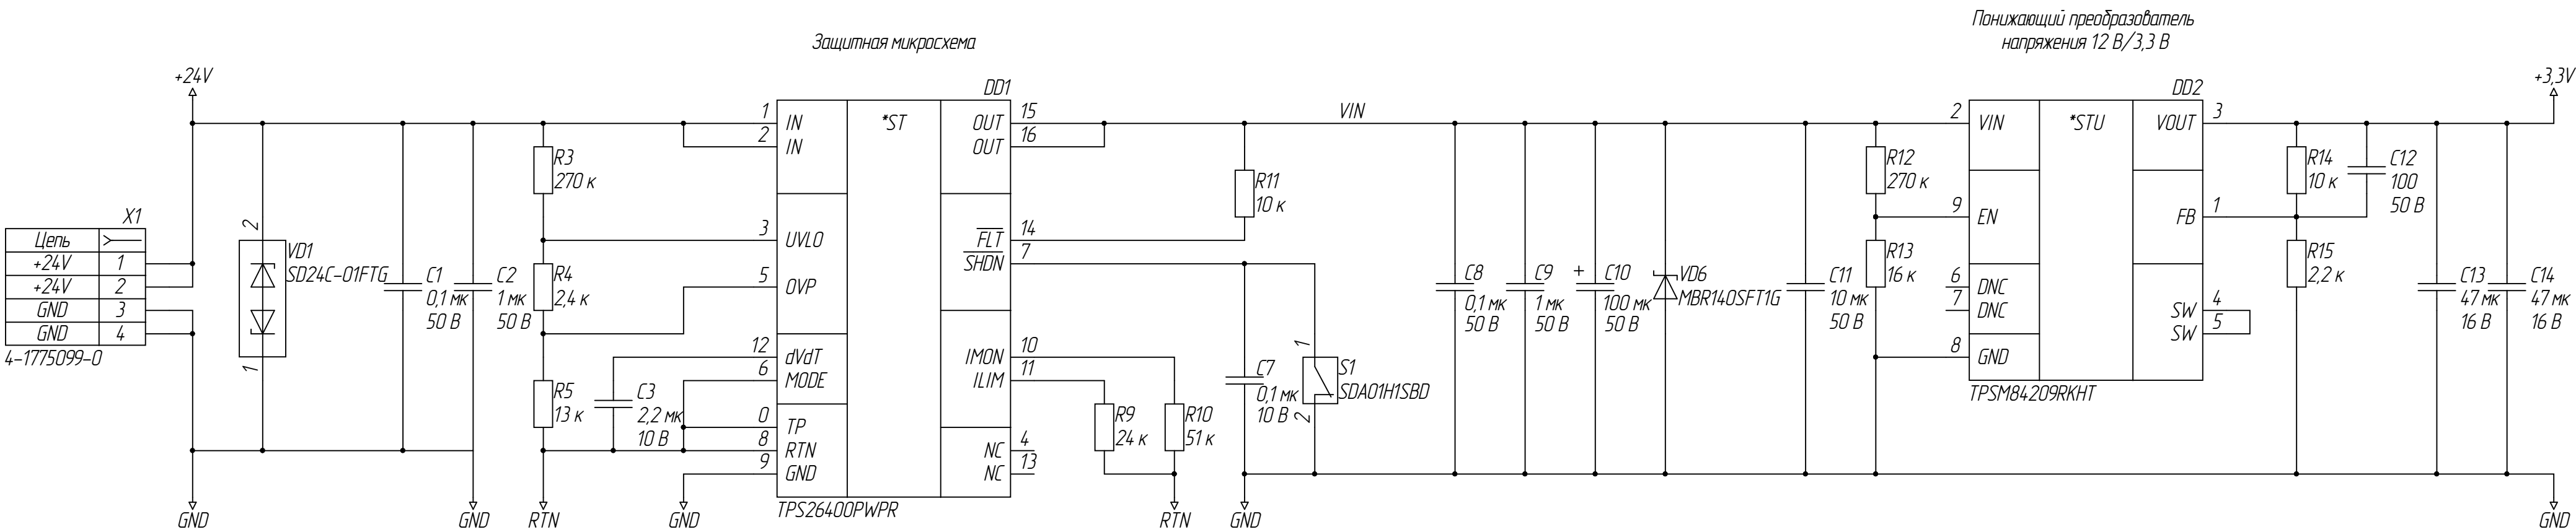 Защитная микросхема
Понижающий преобразователь
напряжения 12 В/3,3 В
+24V
X1
Цепь
+24V 1
+24V 2
GND 3
GND 4
4-1775099-0
2
VD1
SD24C-01FTG
1
GND
C1
0,1 мк
50 В
C2
1 мк
50 В
GND
R3
270 к
R4
2,4 к
R5
13 к
RTN
C3
2,2 мк
10 В
GND
DD1
*ST
1 IN
2 IN
3 UVLO
5 OVP
12 dVdT
6 MODE
0 TP
8 RTN
9 GND
OUT 15
OUT 16
FLT 14
SHDN 7
IMON 10
ILIM 11
NC 4
NC 13
TPS26400PWPR
R9
24 к
R10
51 к
RTN
VIN
R11
10 к
C7
0,1 мк
10 В
GND
1
S1
SDA01H1SBD
2
C8
0,1 мк
50 В
C9
1 мк
50 В
+
C10
100 мк
50 В
VD6
MBR140SFT1G
C11
10 мк
50 В
R12
270 к
R13
16 к
DD2
*STU
2 VIN
9 EN
6 DNC
7 DNC
8 GND
VOUT 3
FB 1
SW 4
SW 5
TPSM84209RKHT
R14
10 к
C12
100
50 В
R15
2,2 к
C13
47 мк
16 В
C14
47 мк
16 В
+3,3V
GND